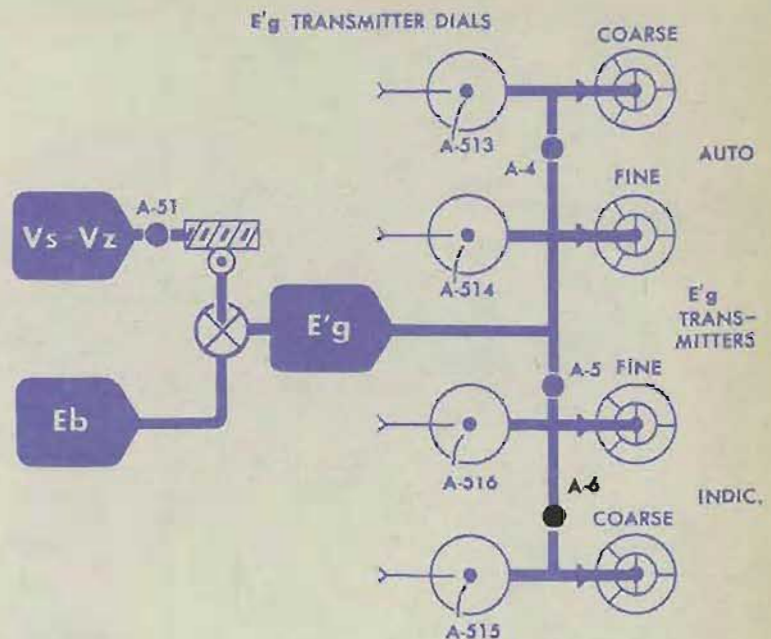 E'g TRANSMITTER DIALS
COARSE
A-513
A-4
AUTO
FINE
A-51
Vs-Vz
A-514
E'g
TRANS-
MITTERS
E'g
A-5
FINE
Eb
A-516
A-6
INDIC.
COARSE
A-515